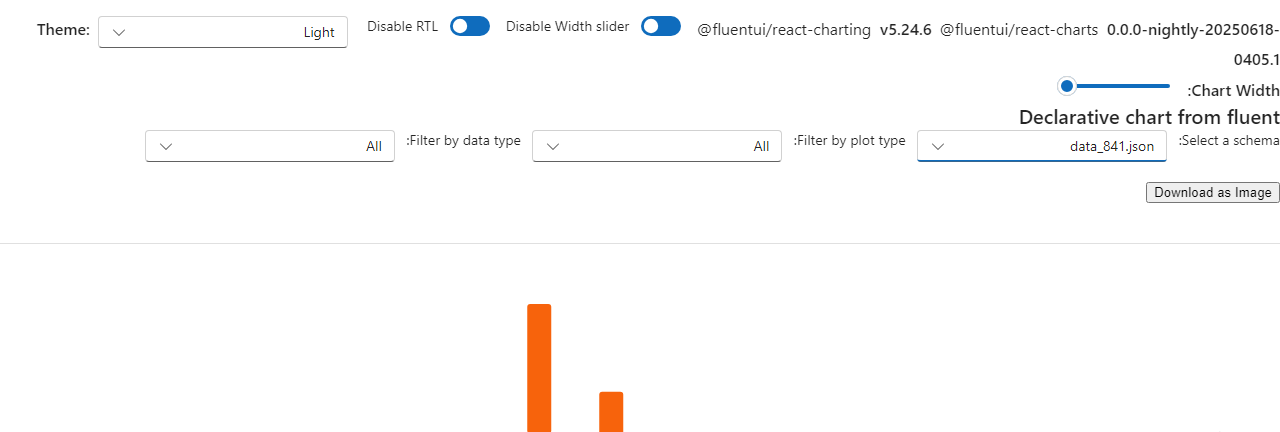 Theme: Light Disable RTL Disable Width slider @fluentui/react-charting v5.24.6 @fluentui/react-charts 0.0.0-nightly-20250618-
0405.1
:Chart Width
Declarative chart from fluent
:Select a schema data_841.json :Filter by plot type All :Filter by data type All
Download as Image